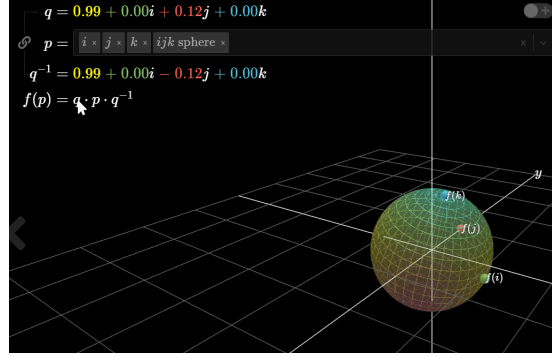 q = 0.99 + 0.00i + 0.12j + 0.00k
p = i × j × k × ijk sphere ×
q⁻¹ = 0.99 + 0.00i − 0.12j + 0.00k
f(p) = q · p · q⁻¹
y
f(k)
f(j)
f(i)